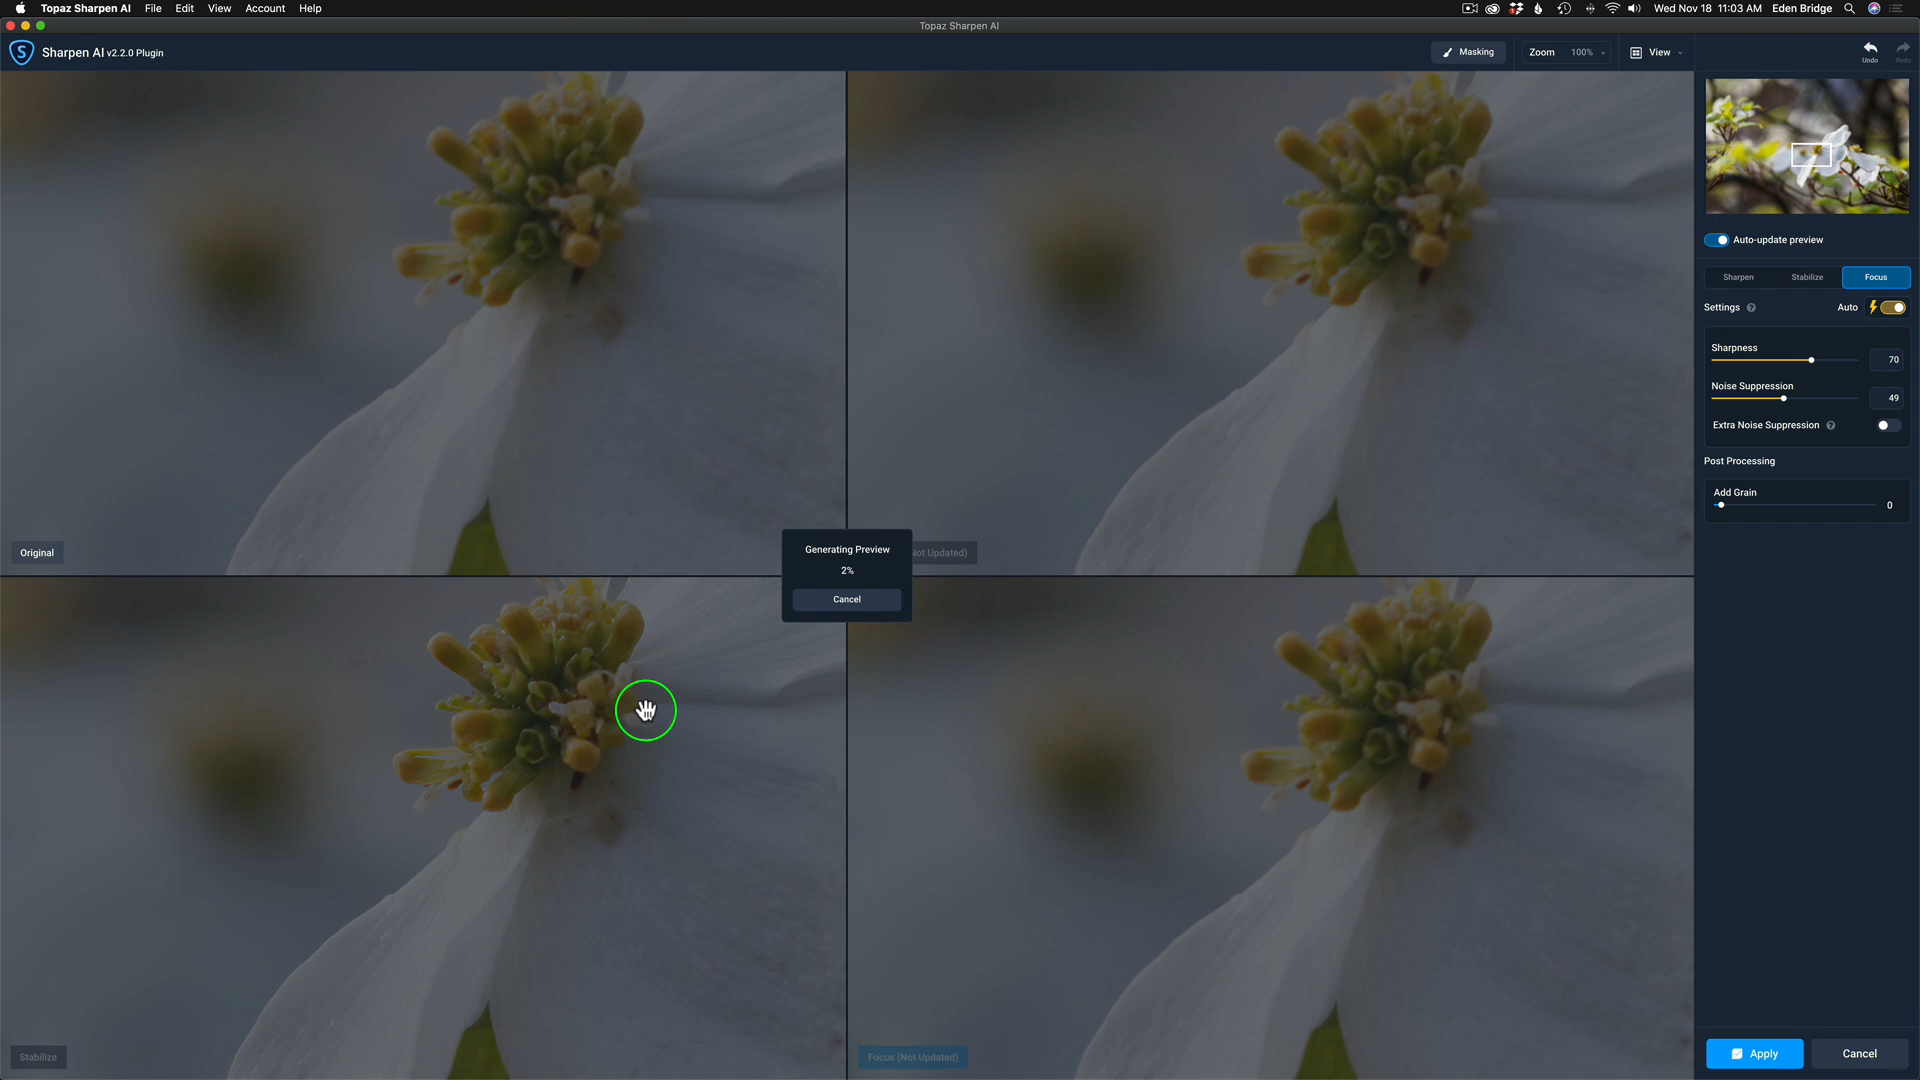 Topaz Sharpen AI File Edit View Account Help Wed Nov 18 11:03 AM Eden Bridge
Topaz Sharpen AI
S Sharpen AI v2.2.0 Plugin Masking Zoom 100% View Undo Redo
Auto-update preview
Sharpen Stabilize Focus
Settings ? Auto
Sharpness
70
Noise Suppression
49
Extra Noise Suppression ?
Post Processing
Add Grain
0
Original
Not Updated)
Generating Preview
2%
Cancel
Stabilize
Focus (Not Updated)
Apply Cancel